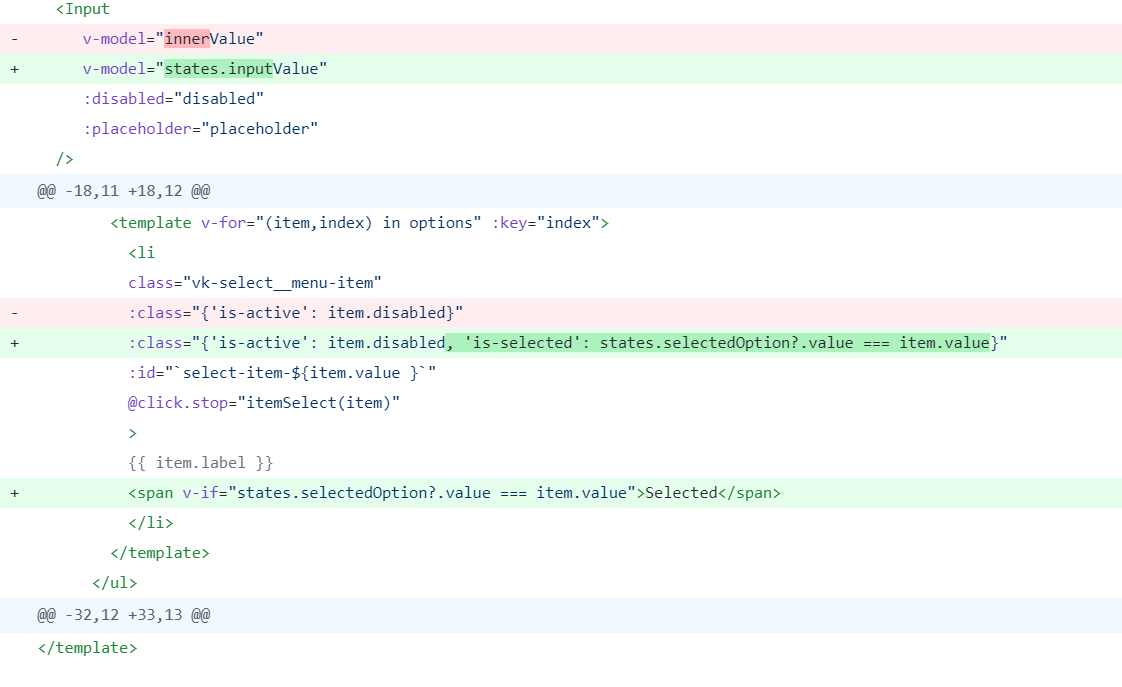 <Input
- v-model="innerValue"
+ v-model="states.inputValue"
:disabled="disabled"
:placeholder="placeholder"
/>
@@ -18,11 +18,12 @@
<template v-for="(item,index) in options" :key="index">
<li
class="vk-select__menu-item"
- :class="{'is-active': item.disabled}"
+ :class="{'is-active': item.disabled, 'is-selected': states.selectedOption?.value === item.value}"
:id="`select-item-${item.value }`"
@click.stop="itemSelect(item)"
>
{{ item.label }}
+ <span v-if="states.selectedOption?.value === item.value">Selected</span>
</li>
</template>
</ul>
@@ -32,12 +33,13 @@
</template>